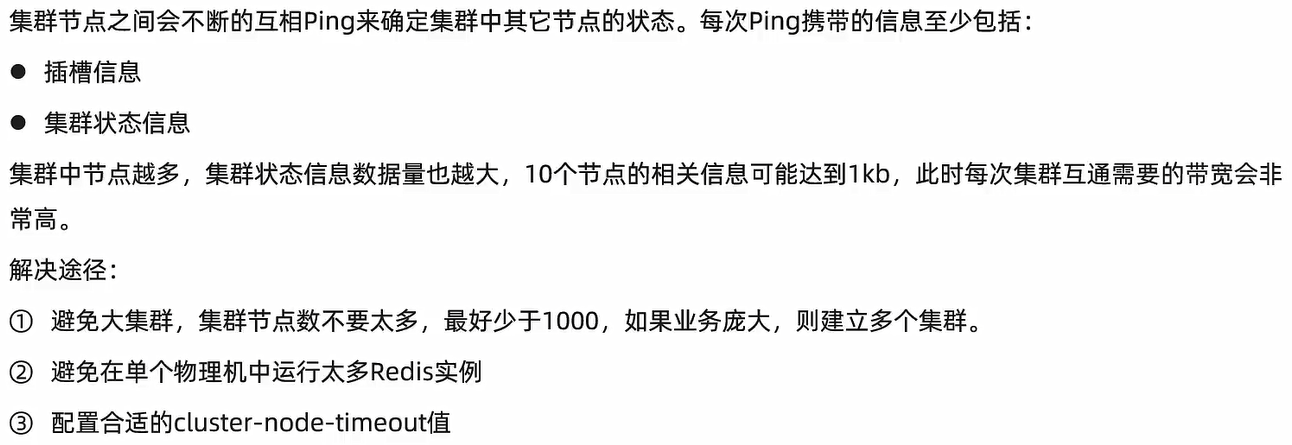 集群节点之间会不断的互相Ping来确定集群中其它节点的状态。每次Ping携带的信息至少包括：
● 插槽信息
● 集群状态信息
集群中节点越多，集群状态信息数据量也越大，10个节点的相关信息可能达到1kb，此时每次集群互通需要的带宽会非
常高。
解决途径：
① 避免大集群，集群节点数不要太多，最好少于1000，如果业务庞大，则建立多个集群。
② 避免在单个物理机中运行太多Redis实例
③ 配置合适的cluster-node-timeout值